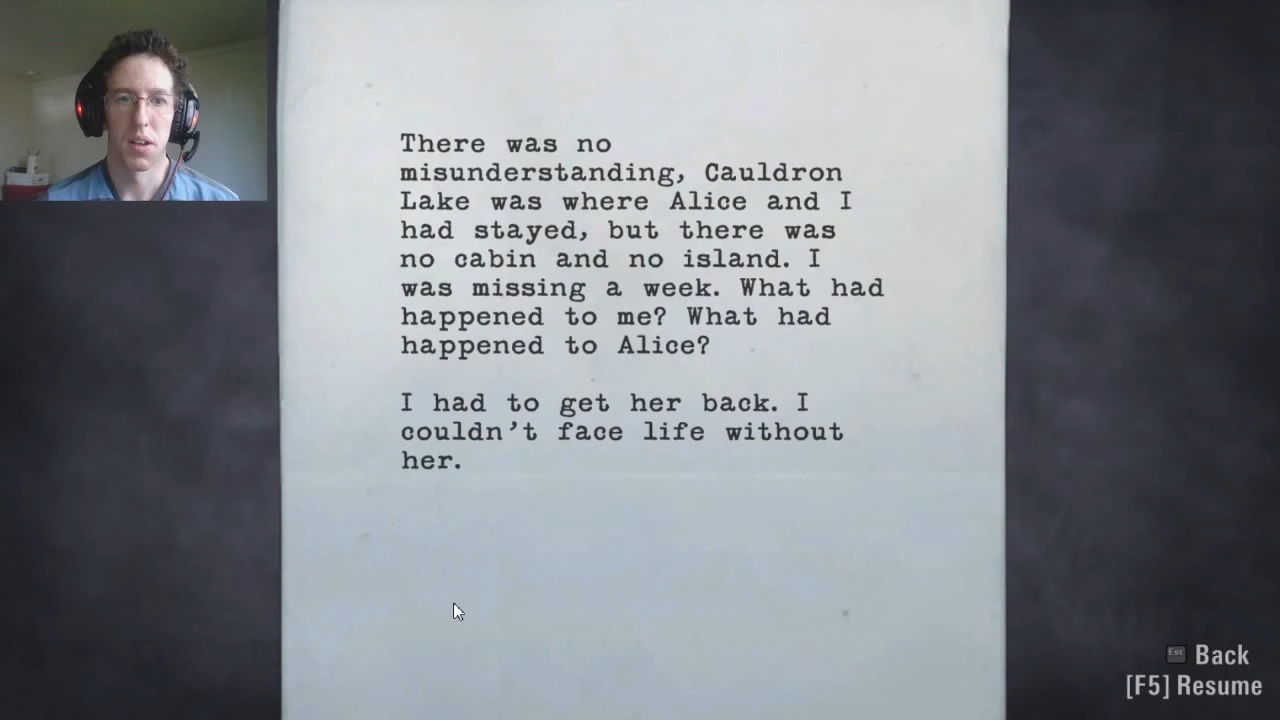 There was no
misunderstanding, Cauldron
Lake was where Alice and I
had stayed, but there was
no cabin and no island. I
was missing a week. What had
happened to me? What had
happened to Alice?
I had to get her back. I
couldn't face life without
her.
Esc Back
[F5] Resume